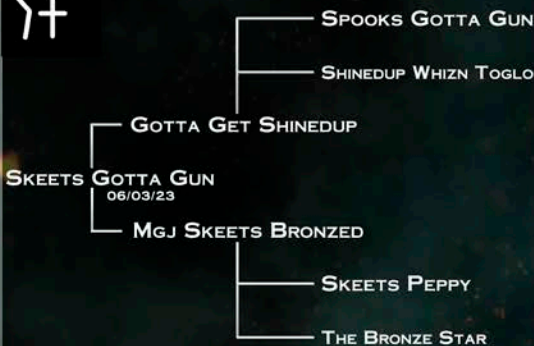 Spooks Gotta Gun
Shinedup Whizn Toglo
Gotta Get Shinedup
Skeets Gotta Gun
06/03/23
Mgj Skeets Bronzed
Skeets Peppy
The Bronze Star